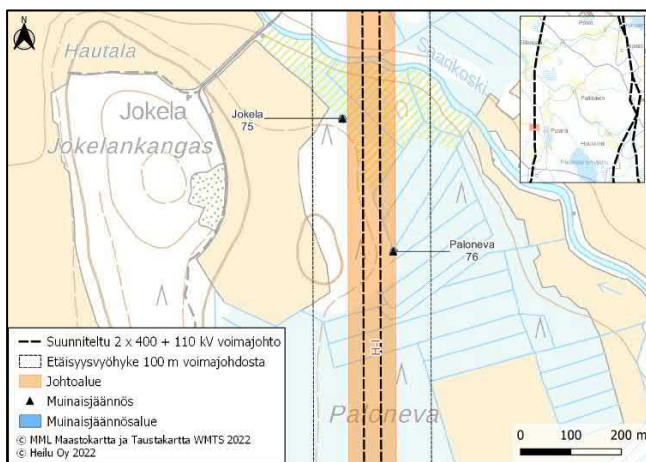 Hautala
Saarikoski
Jokela
75
Jokela
Jokelankangas
Paloneva
76
H-I
Paloneva
Suunniteltu 2 x 400 + 110 kV voimajohto
Etäisyysvyöhyke 100 m voimajohdosta
Johtoalue
Muinaisjäännös
Muinaisjäännösalue
© MML Maastokartta ja Taustakartta WMTS 2022
© Heilu Oy 2022
0 100 200 m